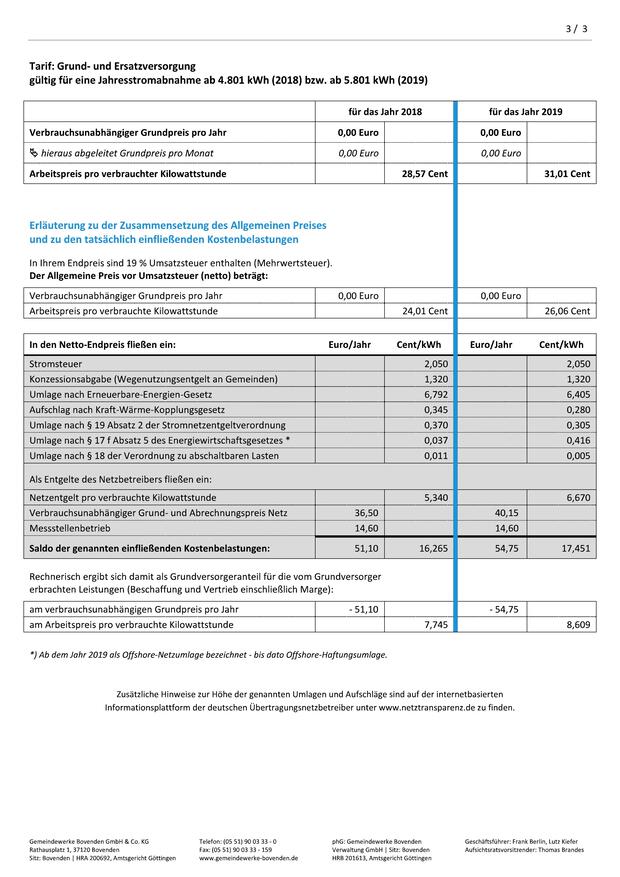 3 / 3
Tarif: Grund- und Ersatzversorgung
gültig für eine Jahresstromabnahme ab 4.801 kWh (2018) bzw. ab 5.801 kWh (2019)
für das Jahr 2018 für das Jahr 2019
Verbrauchsunabhängiger Grundpreis pro Jahr 0,00 Euro 0,00 Euro
hieraus abgeleitet Grundpreis pro Monat 0,00 Euro 0,00 Euro
Arbeitspreis pro verbrauchter Kilowattstunde 28,57 Cent 31,01 Cent
Erläuterung zu der Zusammensetzung des Allgemeinen Preises
und zu den tatsächlich einfließenden Kostenbelastungen
In Ihrem Endpreis sind 19 % Umsatzsteuer enthalten (Mehrwertsteuer).
Der Allgemeine Preis vor Umsatzsteuer (netto) beträgt:
Verbrauchsunabhängiger Grundpreis pro Jahr 0,00 Euro 0,00 Euro
Arbeitspreis pro verbrauchte Kilowattstunde 24,01 Cent 26,06 Cent
In den Netto-Endpreis fließen ein: Euro/Jahr Cent/kWh Euro/Jahr Cent/kWh
Stromsteuer 2,050 2,050
Konzessionsabgabe (Wegenutzungsentgelt an Gemeinden) 1,320 1,320
Umlage nach Erneuerbare-Energien-Gesetz 6,792 6,405
Aufschlag nach Kraft-Wärme-Kopplungsgesetz 0,345 0,280
Umlage nach § 19 Absatz 2 der Stromnetzentgeltverordnung 0,370 0,305
Umlage nach § 17 f Absatz 5 des Energiewirtschaftsgesetzes * 0,037 0,416
Umlage nach § 18 der Verordnung zu abschaltbaren Lasten 0,011 0,005
Als Entgelte des Netzbetreibers fließen ein:
Netzentgelt pro verbrauchte Kilowattstunde 5,340 6,670
Verbrauchsunabhängiger Grund- und Abrechnungspreis Netz 36,50 40,15
Messstellenbetrieb 14,60 14,60
Saldo der genannten einfließenden Kostenbelastungen: 51,10 16,265 54,75 17,451
Rechnerisch ergibt sich damit als Grundversorgeranteil für die vom Grundversorger
erbrachten Leistungen (Beschaffung und Vertrieb einschließlich Marge):
am verbrauchsunabhängigen Grundpreis pro Jahr - 51,10 - 54,75
am Arbeitspreis pro verbrauchte Kilowattstunde 7,745 8,609
*) Ab dem Jahr 2019 als Offshore-Netzumlage bezeichnet - bis dato Offshore-Haftungsumlage.
Zusätzliche Hinweise zur Höhe der genannten Umlagen und Aufschläge sind auf der internetbasierten
Informationsplattform der deutschen Übertragungsnetzbetreiber unter www.netztransparenz.de zu finden.
Gemeindewerke Bovenden GmbH & Co. KG Telefon: (05 51) 90 03 33 - 0 phG: Gemeindewerke Bovenden Geschäftsführer: Frank Berlin, Lutz Kiefer
Rathausplatz 1, 37120 Bovenden Fax: (05 51) 90 03 33 - 159 Verwaltung GmbH | Sitz: Bovenden Aufsichtsratsvorsitzender: Thomas Brandes
Sitz: Bovenden | HRA 200692, Amtsgericht Göttingen www.gemeindewerke-bovenden.de HRB 201613, Amtsgericht Göttingen